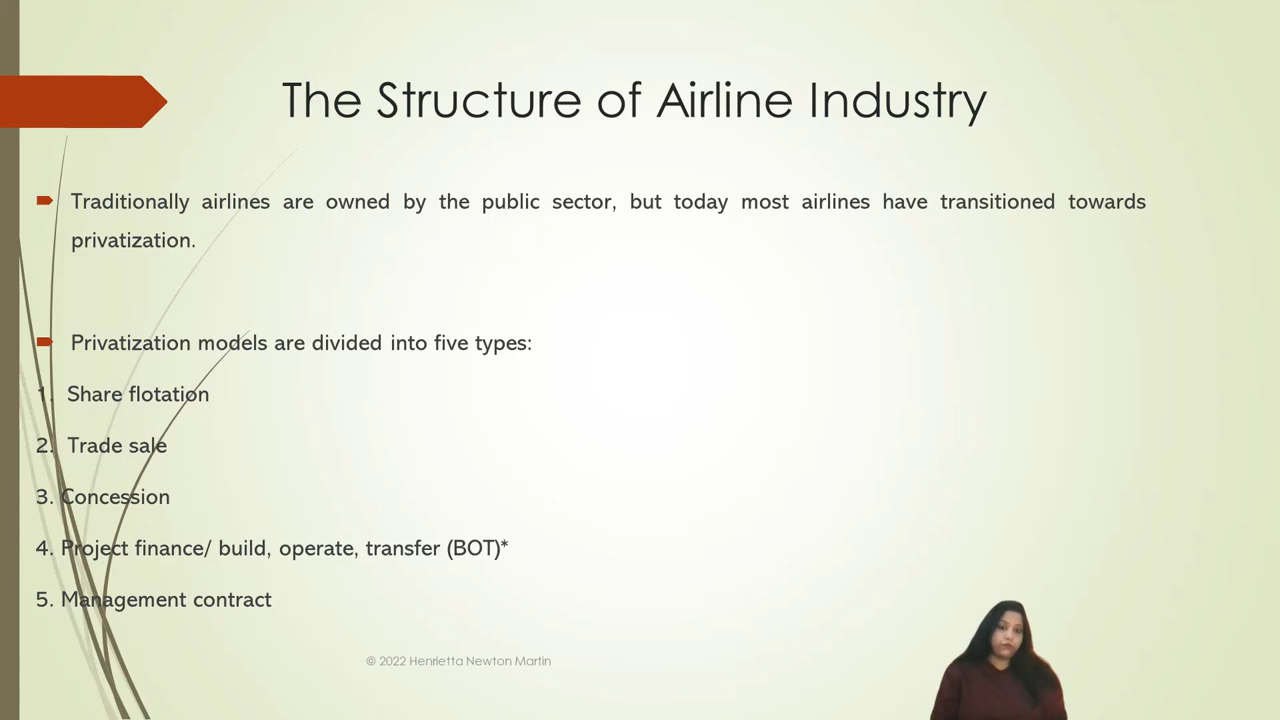 The Structure of Airline Industry
Traditionally airlines are owned by the public sector, but today most airlines have transitioned towards
privatization.
Privatization models are divided into five types:
1. Share flotation
2. Trade sale
3. Concession
4. Project finance/ build, operate, transfer (BOT)*
5. Management contract
© 2022 Henrietta Newton Martin